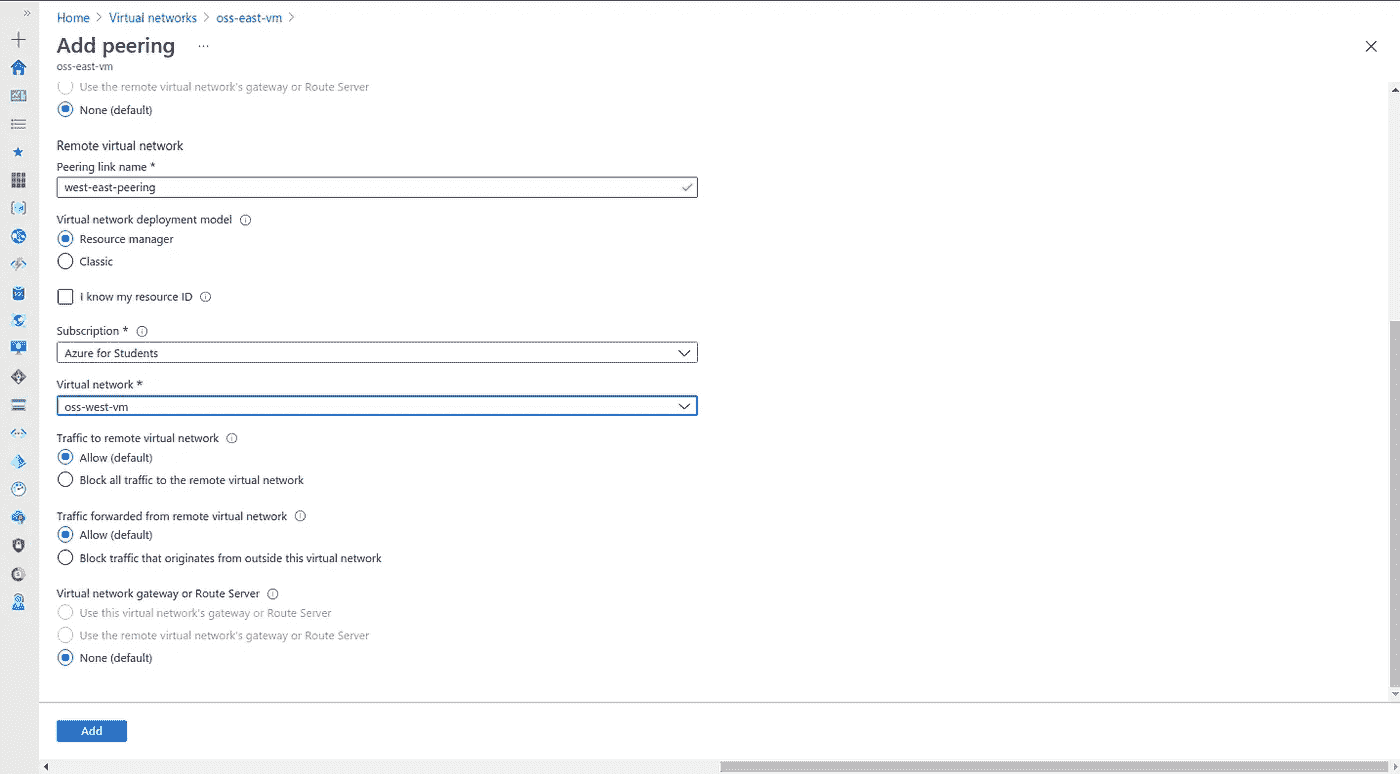 Home > Virtual networks > oss-east-vm >
Add peering ...
oss-east-vm
Use the remote virtual network's gateway or Route Server
None (default)
Remote virtual network
Peering link name *
west-east-peering
Virtual network deployment model
Resource manager
Classic
I know my resource ID
Subscription *
Azure for Students
Virtual network *
oss-west-vm
Traffic to remote virtual network
Allow (default)
Block all traffic to the remote virtual network
Traffic forwarded from remote virtual network
Allow (default)
Block traffic that originates from outside this virtual network
Virtual network gateway or Route Server
Use this virtual network's gateway or Route Server
Use the remote virtual network's gateway or Route Server
None (default)
Add